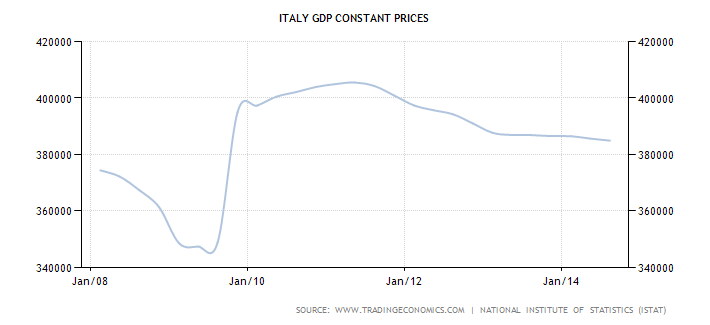 ITALY GDP CONSTANT PRICES
420000 420000
400000 400000
380000 380000
360000 360000
340000 340000
Jan/08 Jan/10 Jan/12 Jan/14
SOURCE: WWW.TRADINGECONOMICS.COM | NATIONAL INSTITUTE OF STATISTICS (ISTAT)